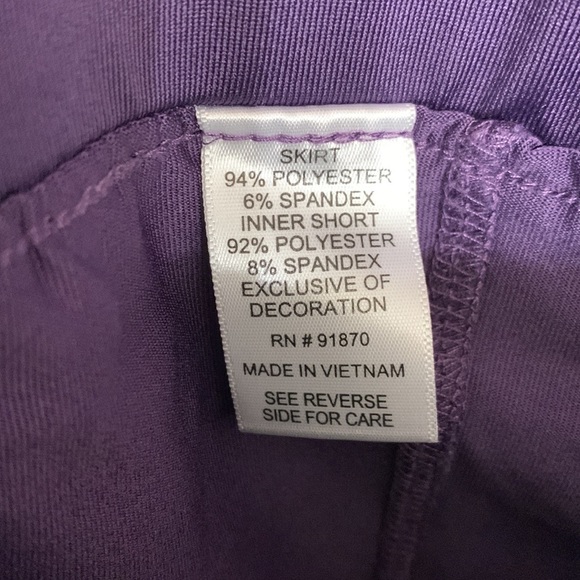 SKIRT
94% POLYESTER
6% SPANDEX
INNER SHORT
92% POLYESTER
8% SPANDEX
EXCLUSIVE OF
DECORATION
RN # 91870
MADE IN VIETNAM
SEE REVERSE
SIDE FOR CARE